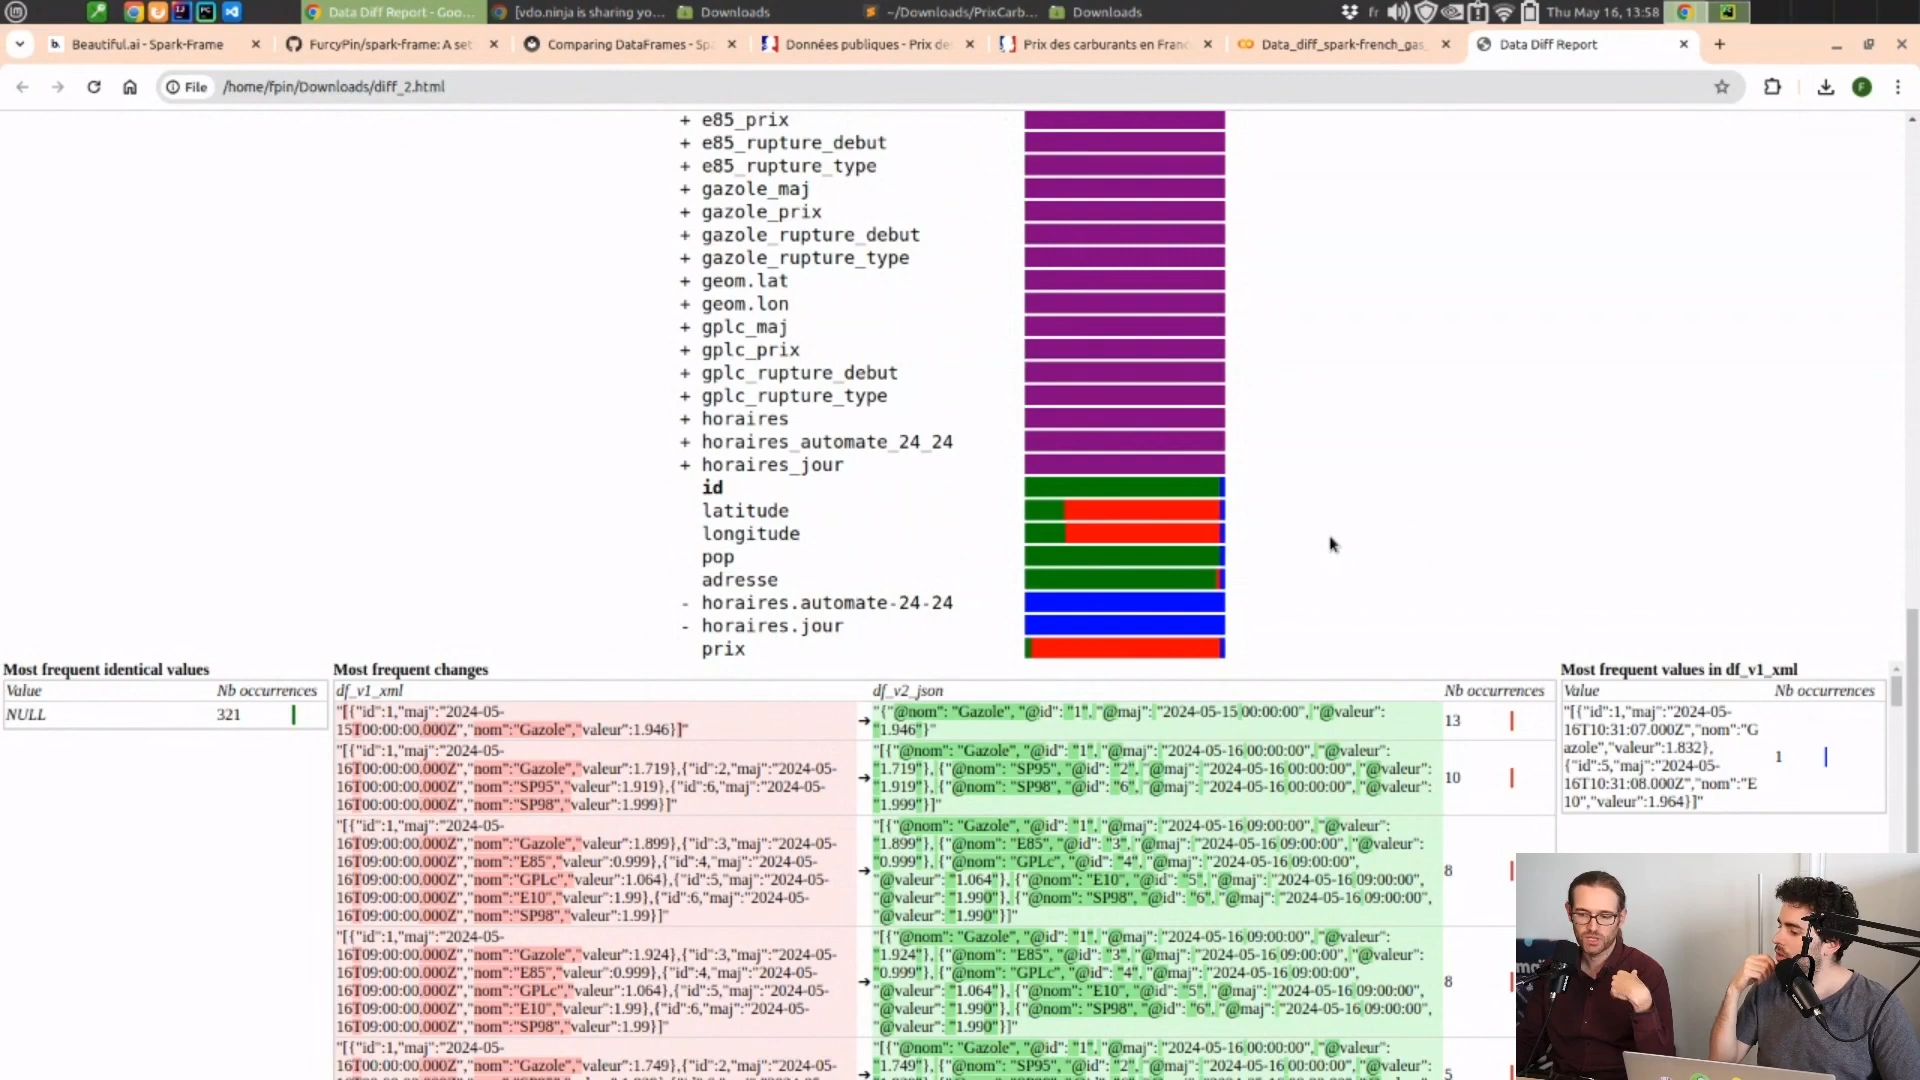 Data Diff Report - Goo...
[vdo.ninja is sharing yo...
Downloads
~/Downloads/PrixCarb...
Downloads
fr
Thu May 16, 13:58
Beautiful.ai - Spark-Frame
FurcyPin/spark-frame: A set
Comparing DataFrames - Sp
Données publiques - Prix de
Prix des carburants en Franc
Data_diff_spark-french_gas_
Data Diff Report
File
/home/fpin/Downloads/diff_2.html
+ e85_prix
+ e85_rupture_debut
+ e85_rupture_type
+ gazole_maj
+ gazole_prix
+ gazole_rupture_debut
+ gazole_rupture_type
+ geom.lat
+ geom.lon
+ gplc_maj
+ gplc_prix
+ gplc_rupture_debut
+ gplc_rupture_type
+ horaires
+ horaires_automate_24_24
+ horaires_jour
id
latitude
longitude
pop
adresse
- horaires.automate-24-24
- horaires.jour
prix
Most frequent identical values
Value Nb occurrences
NULL 321
Most frequent changes
df_v1_xml df_v2_json Nb occurrences
"[{"id":1,"maj":"2024-05-
15T00:00:00.000Z","nom":"Gazole","valeur":1.946}]"
→
"{"@nom": "Gazole", "@id": "1", "@maj": "2024-05-15 00:00:00", "@valeur":
"1.946"}"
13
"[{"id":1,"maj":"2024-05-
16T00:00:00.000Z","nom":"Gazole","valeur":1.719},{"id":2,"maj":"2024-05-
16T00:00:00.000Z","nom":"SP95","valeur":1.919},{"id":6,"maj":"2024-05-
16T00:00:00.000Z","nom":"SP98","valeur":1.999}]"
→
"[{"@nom": "Gazole", "@id": "1", "@maj": "2024-05-16 00:00:00", "@valeur":
"1.719"}, {"@nom": "SP95", "@id": "2", "@maj": "2024-05-16 00:00:00", "@valeur":
"1.919"}, {"@nom": "SP98", "@id": "6", "@maj": "2024-05-16 00:00:00", "@valeur":
"1.999"}]"
10
"[{"id":1,"maj":"2024-05-
16T09:00:00.000Z","nom":"Gazole","valeur":1.899},{"id":3,"maj":"2024-05-
16T09:00:00.000Z","nom":"E85","valeur":0.999},{"id":4,"maj":"2024-05-
16T09:00:00.000Z","nom":"GPLc","valeur":1.064},{"id":5,"maj":"2024-05-
16T09:00:00.000Z","nom":"E10","valeur":1.99},{"id":6,"maj":"2024-05-
16T09:00:00.000Z","nom":"SP98","valeur":1.99}]"
→
"[{"@nom": "Gazole", "@id": "1", "@maj": "2024-05-16 09:00:00", "@valeur":
"1.899"}, {"@nom": "E85", "@id": "3", "@maj": "2024-05-16 09:00:00", "@valeur":
"0.999"}, {"@nom": "GPLc", "@id": "4", "@maj": "2024-05-16 09:00:00",
"@valeur": "1.064"}, {"@nom": "E10", "@id": "5", "@maj": "2024-05-16 09:00:00",
"@valeur": "1.990"}, {"@nom": "SP98", "@id": "6", "@maj": "2024-05-16 09:00:00",
"@valeur": "1.990"}]"
8
"[{"id":1,"maj":"2024-05-
16T09:00:00.000Z","nom":"Gazole","valeur":1.924},{"id":3,"maj":"2024-05-
16T09:00:00.000Z","nom":"E85","valeur":0.999},{"id":4,"maj":"2024-05-
16T09:00:00.000Z","nom":"GPLc","valeur":1.064},{"id":5,"maj":"2024-05-
16T09:00:00.000Z","nom":"E10","valeur":1.99},{"id":6,"maj":"2024-05-
16T09:00:00.000Z","nom":"SP98","valeur":1.99}]"
→
"[{"@nom": "Gazole", "@id": "1", "@maj": "2024-05-16 09:00:00", "@valeur":
"1.924"}, {"@nom": "E85", "@id": "3", "@maj": "2024-05-16 09:00:00", "@valeur":
"0.999"}, {"@nom": "GPLc", "@id": "4", "@maj": "2024-05-16 09:00:00",
"@valeur": "1.064"}, {"@nom": "E10", "@id": "5", "@maj": "2024-05-16 09:00:00",
"@valeur": "1.990"}, {"@nom": "SP98", "@id": "6", "@maj": "2024-05-16 09:00:00",
"@valeur": "1.990"}]"
8
"[{"id":1,"maj":"2024-05-
16T00:00:00.000Z","nom":"Gazole","valeur":1.749},{"id":2,"maj":"2024-05-
→
"[{"@nom": "Gazole", "@id": "1", "@maj": "2024-05-16 00:00:00", "@valeur":
"1.749"}, {"@nom": "SP95", "@id": "2", "@maj": "2024-05-16 00:00:00", "@valeur":
5
Most frequent values in df_v1_xml
Value Nb occurrences
"[{"id":1,"maj":"2024-05-
16T10:31:07.000Z","nom":"G
azole","valeur":1.832},
{"id":5,"maj":"2024-05-
16T10:31:08.000Z","nom":"E
10","valeur":1.964}]"
1